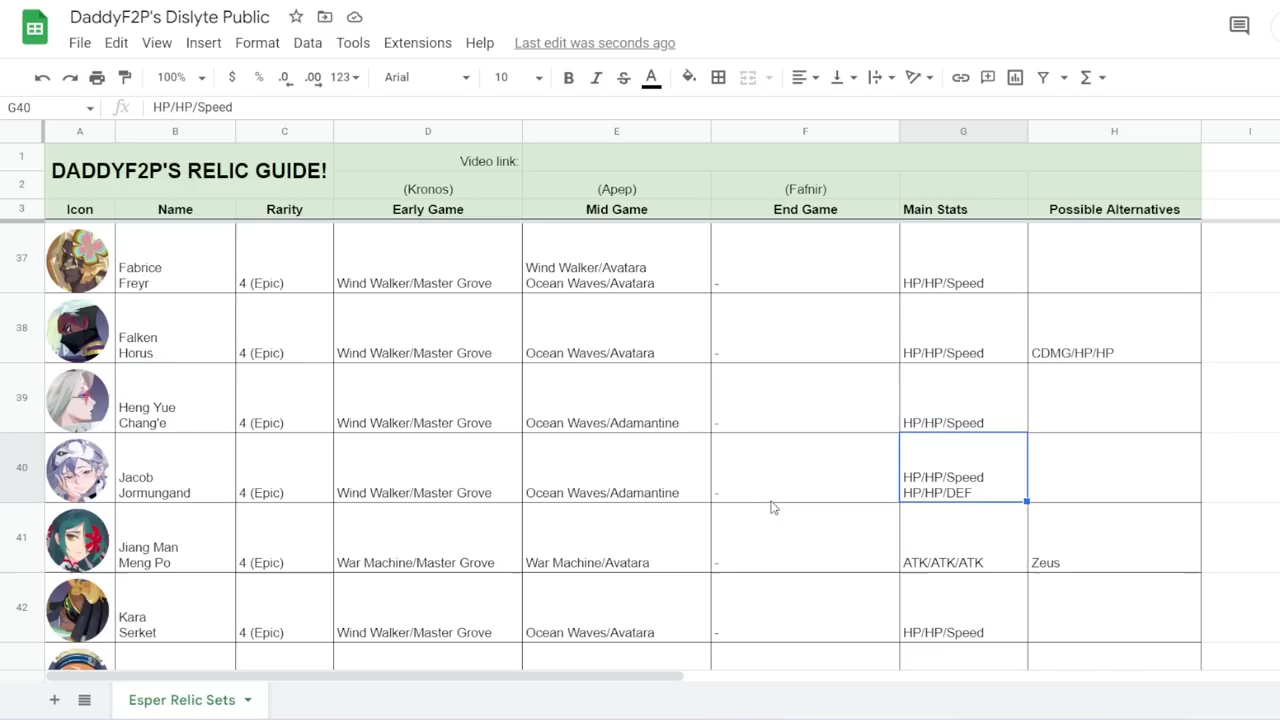 DaddyF2P's Dislyte Public
File Edit View Insert Format Data Tools Extensions Help Last edit was seconds ago
100% $ % .0 .00 123 Arial 10 B I S A Σ
G40 fx HP/HP/Speed
A B C D E F G H I
1 DADDYF2P'S RELIC GUIDE! Video link:
2 (Kronos) (Apep) (Fafnir)
3 Icon Name Rarity Early Game Mid Game End Game Main Stats Possible Alternatives
37
Fabrice Wind Walker/Avatara
Freyr 4 (Epic) Wind Walker/Master Grove Ocean Waves/Avatara - HP/HP/Speed
38
Falken
Horus 4 (Epic) Wind Walker/Master Grove Ocean Waves/Avatara - HP/HP/Speed CDMG/HP/HP
39
Heng Yue
Chang'e 4 (Epic) Wind Walker/Master Grove Ocean Waves/Adamantine - HP/HP/Speed
40
Jacob HP/HP/Speed
Jormungand 4 (Epic) Wind Walker/Master Grove Ocean Waves/Adamantine - HP/HP/DEF
41
Jiang Man
Meng Po 4 (Epic) War Machine/Master Grove War Machine/Avatara - ATK/ATK/ATK Zeus
42
Kara
Serket 4 (Epic) Wind Walker/Master Grove Ocean Waves/Avatara - HP/HP/Speed
+ Esper Relic Sets